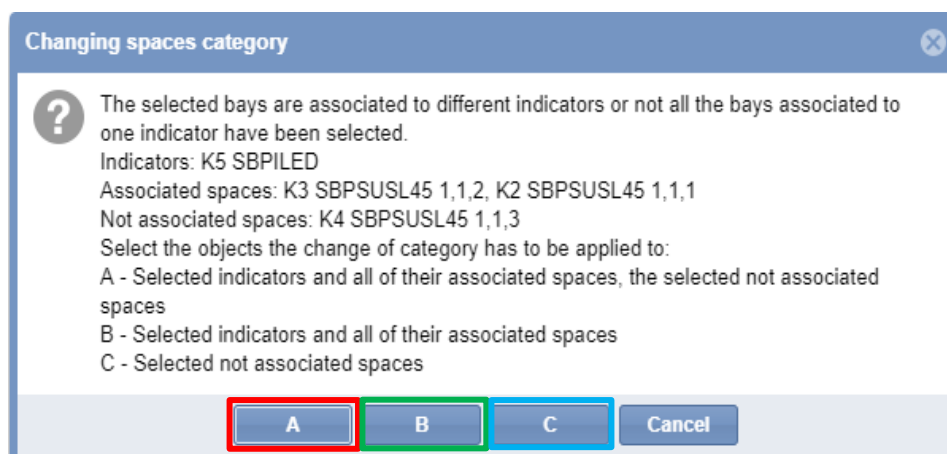 Changing spaces category
The selected bays are associated to different indicators or not all the bays associated to
one indicator have been selected.
Indicators: K5 SBPILED
Associated spaces: K3 SBPSUSL45 1,1,2, K2 SBPSUSL45 1,1,1
Not associated spaces: K4 SBPSUSL45 1,1,3
Select the objects the change of category has to be applied to:
A - Selected indicators and all of their associated spaces, the selected not associated
spaces
B - Selected indicators and all of their associated spaces
C - Selected not associated spaces
A B C Cancel